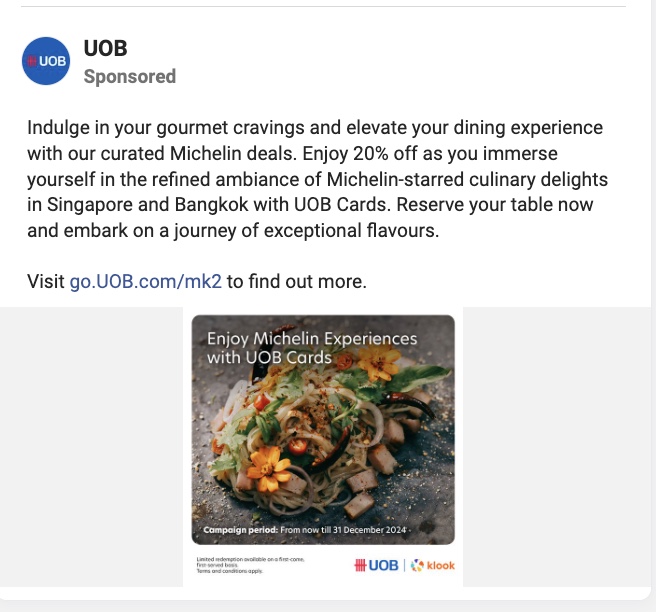 UOB
UOB
Sponsored
Indulge in your gourmet cravings and elevate your dining experience
with our curated Michelin deals. Enjoy 20% off as you immerse
yourself in the refined ambiance of Michelin-starred culinary delights
in Singapore and Bangkok with UOB Cards. Reserve your table now
and embark on a journey of exceptional flavours.
Visit go.UOB.com/mk2 to find out more.
Enjoy Michelin Experiences
with UOB Cards
Campaign period: From now till 31 December 2024
Limited redemption available on a first-come,
first-served basis.
Terms and conditions apply.
UOB | klook